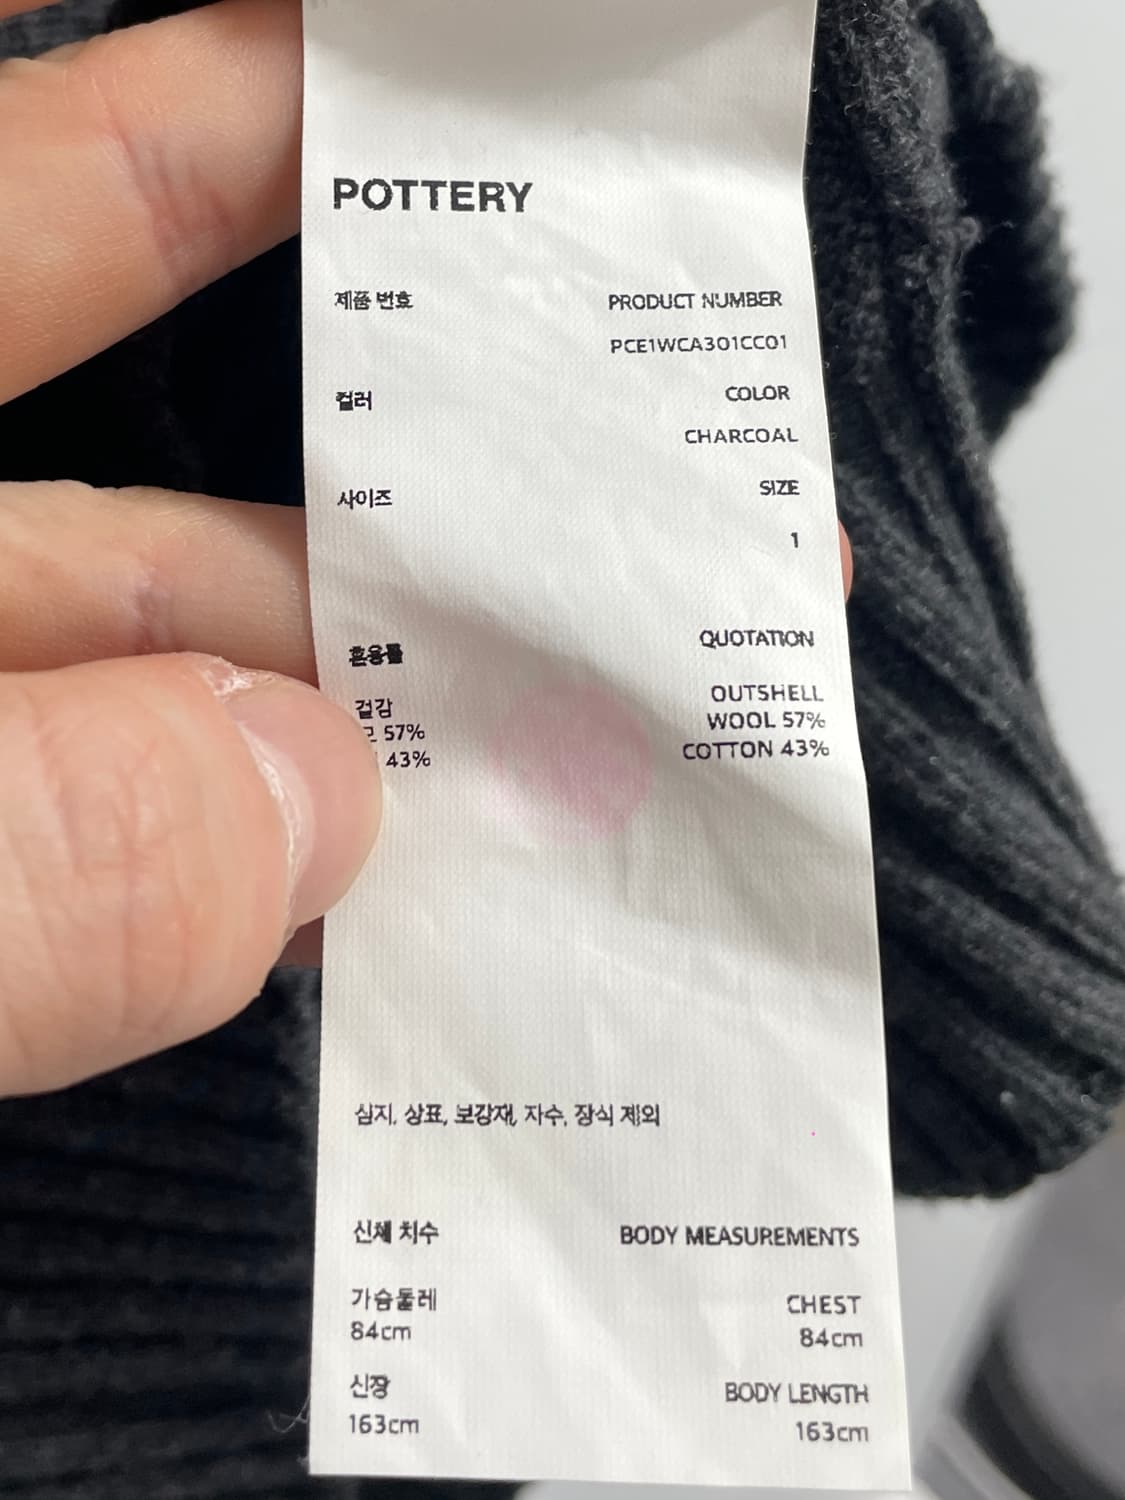 POTTERY
제품 번호 PRODUCT NUMBER
PCE1WCA301CC01
컬러 COLOR
CHARCOAL
사이즈 SIZE
1
혼용률 QUOTATION
겉감 OUTSHELL
57% WOOL 57%
43% COTTON 43%
심지, 상표, 보강재, 자수, 장식 제외
신체 치수 BODY MEASUREMENTS
가슴둘레 CHEST
84cm 84cm
신장 BODY LENGTH
163cm 163cm